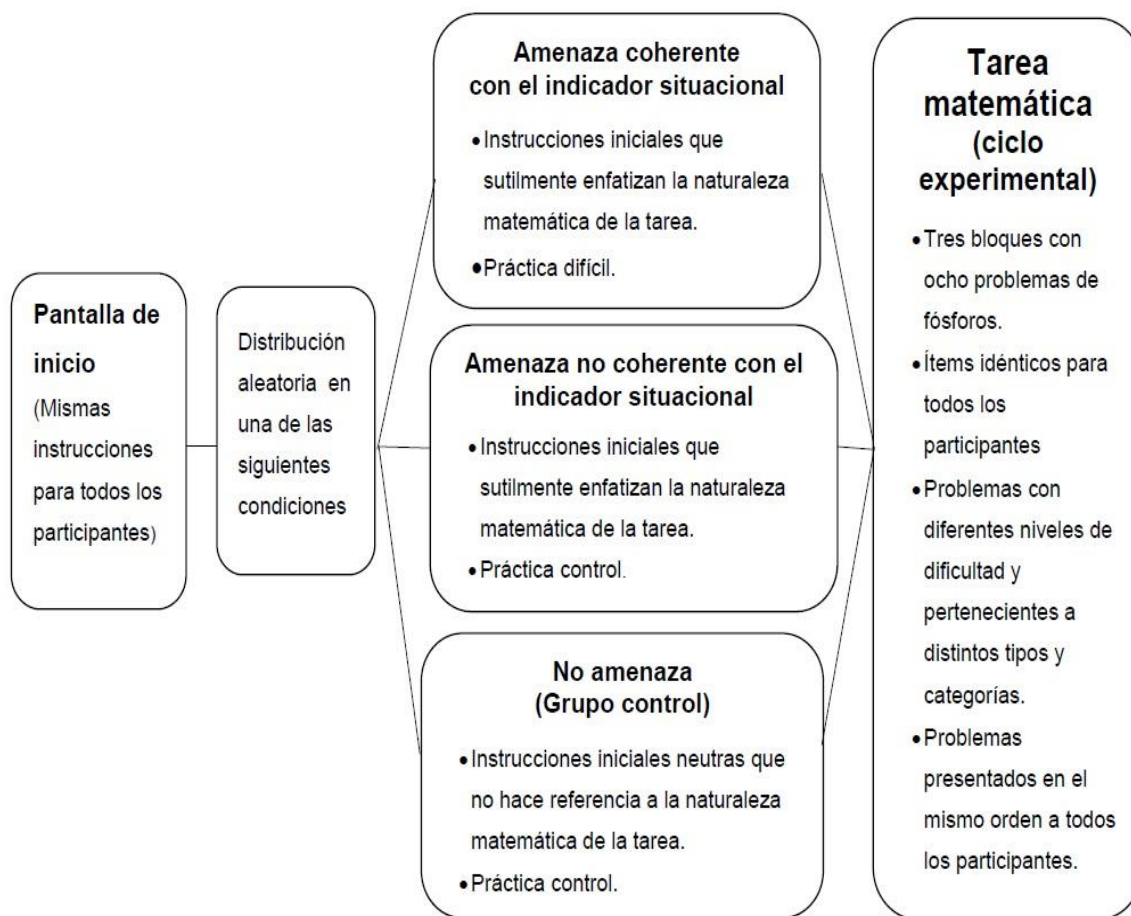 Pantalla de
inicio
(Mismas
instrucciones
para todos los
participantes)
Distribución
aleatoria en
una de las
siguientes
condiciones
Amenaza coherente
con el indicador situacional
•Instrucciones iniciales que
sutilmente enfatizan la naturaleza
matemática de la tarea.
•Práctica difícil.
Amenaza no coherente con el
indicador situacional
•Instrucciones iniciales que
sutilmente enfatizan la naturaleza
matemática de la tarea.
•Práctica control.
No amenaza
(Grupo control)
•Instrucciones iniciales neutras que
no hace referencia a la naturaleza
matemática de la tarea.
•Práctica control.
Tarea
matemática
(ciclo
experimental)
•Tres bloques con
ocho problemas de
fósforos.
•Ítems idénticos para
todos los
participantes
•Problemas con
diferentes niveles de
dificultad y
pertenecientes a
distintos tipos y
categorías.
•Problemas
presentados en el
mismo orden a todos
los participantes.